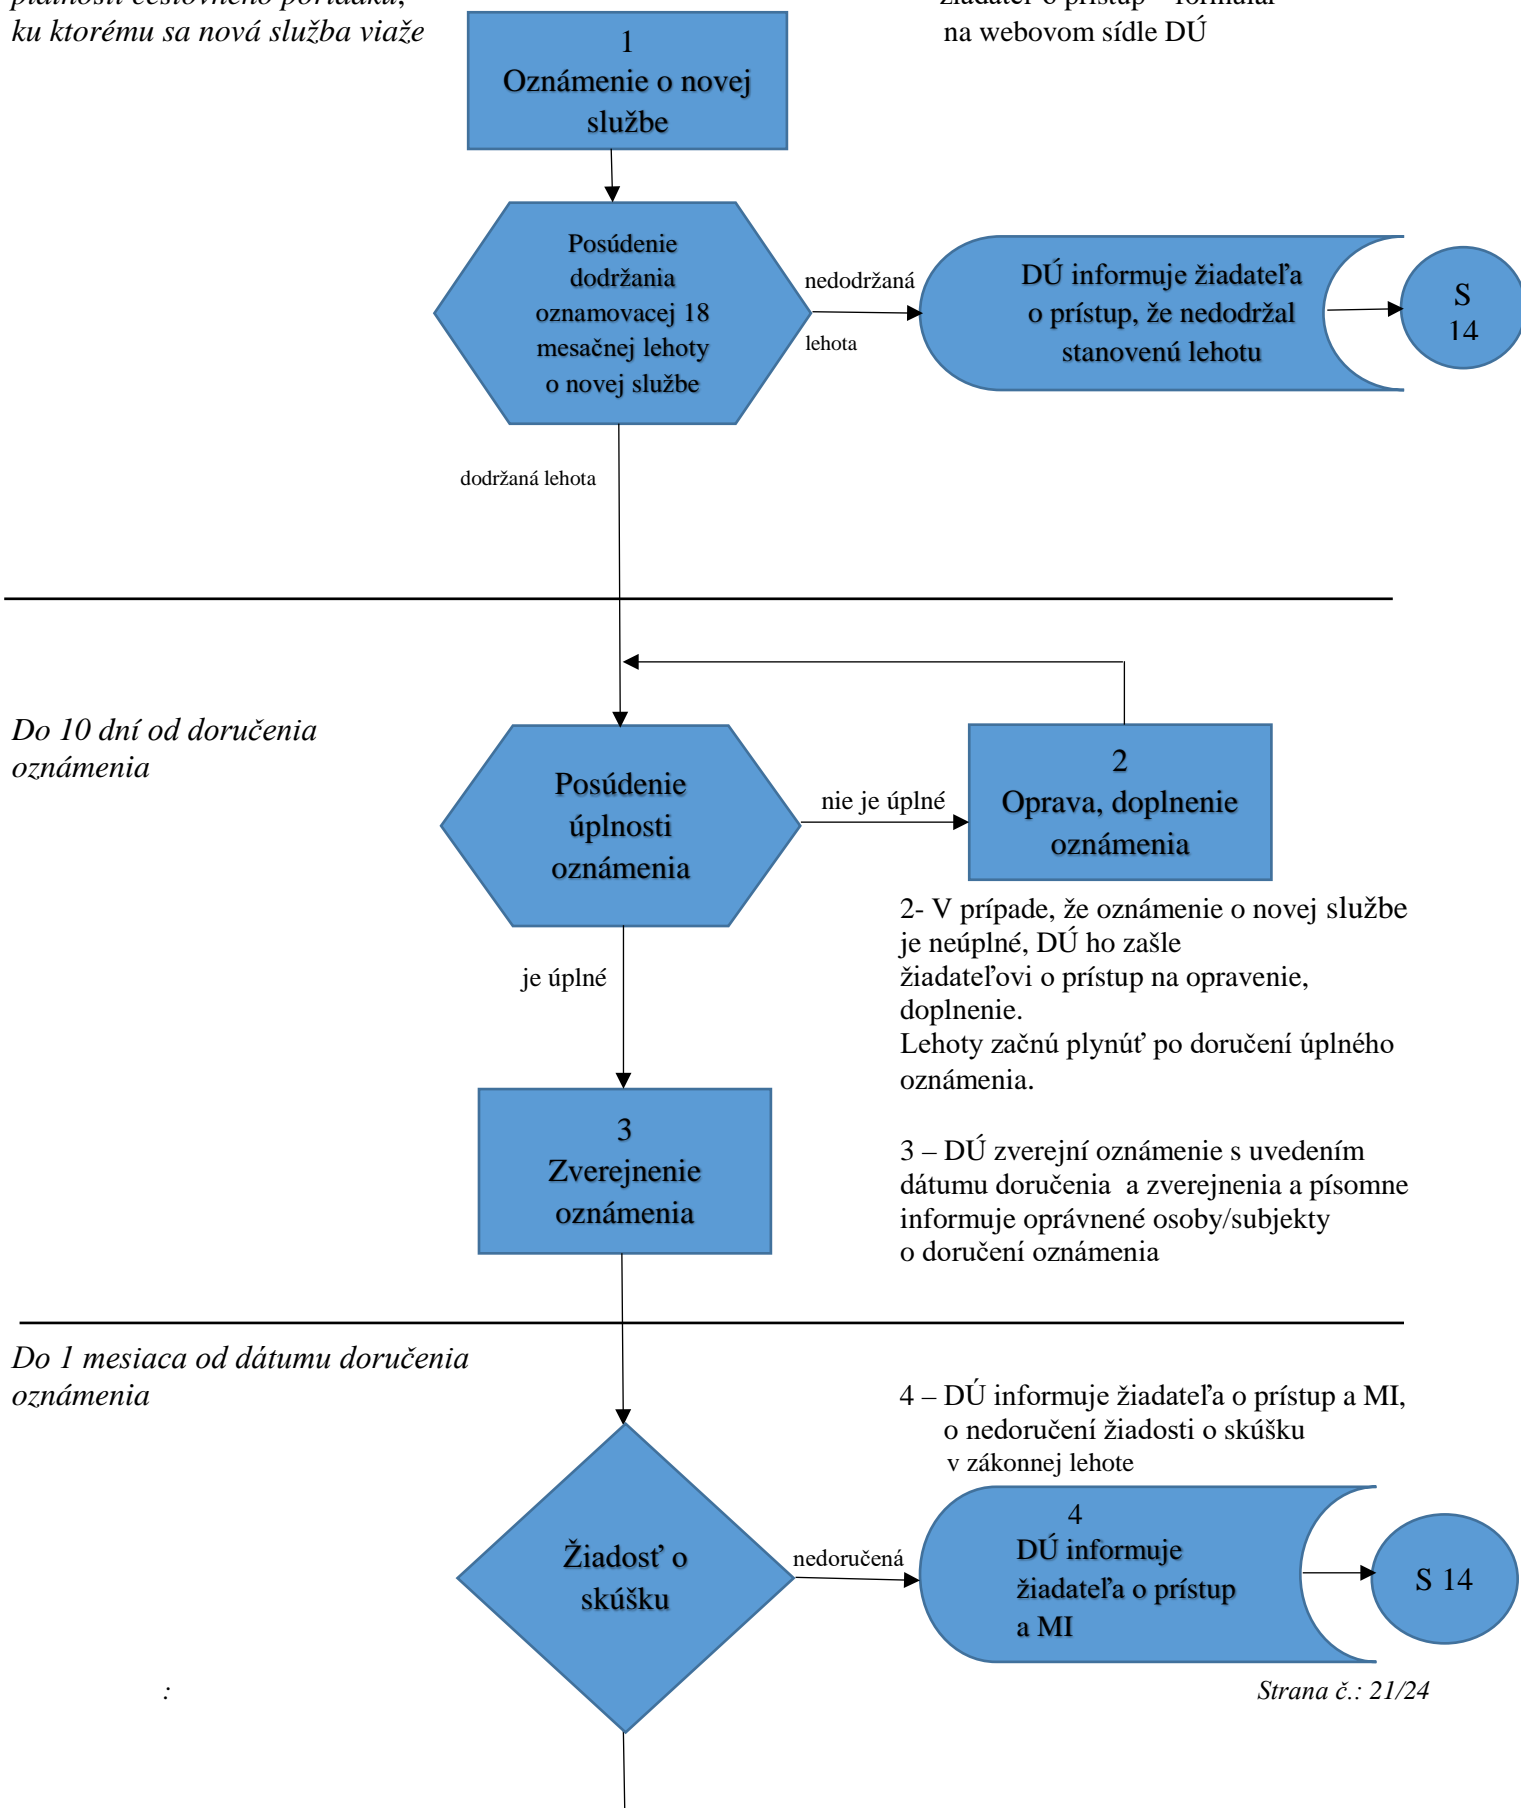 platnosti cestovného poriadku,
ku ktorému sa nová služba viaže
žiadateľ o prístup – formulár
na webovom sídle DÚ
1
Oznámenie o novej
službe
Posúdenie
dodržania
oznamovacej 18
mesačnej lehoty
o novej službe
nedodržaná
lehota
DÚ informuje žiadateľa
o prístup, že nedodržal
stanovenú lehotu
S
14
dodržaná lehota
Do 10 dní od doručenia
oznámenia
Posúdenie
úplnosti
oznámenia
nie je úplné
2
Oprava, doplnenie
oznámenia
2- V prípade, že oznámenie o novej službe
je neúplné, DÚ ho zašle
žiadateľovi o prístup na opravenie,
doplnenie.
Lehoty začnú plynúť po doručení úplného
oznámenia.
je úplné
3
Zverejnenie
oznámenia
3 – DÚ zverejní oznámenie s uvedením
dátumu doručenia  a zverejnenia a písomne
informuje oprávnené osoby/subjekty
o doručení oznámenia
Do 1 mesiaca od dátumu doručenia
oznámenia
4 – DÚ informuje žiadateľa o prístup a MI,
o nedoručení žiadosti o skúšku
v zákonnej lehote
Žiadosť o
skúšku
nedoručená
4
DÚ informuje
žiadateľa o prístup
a MI
S 14
:
Strana č.: 21/24